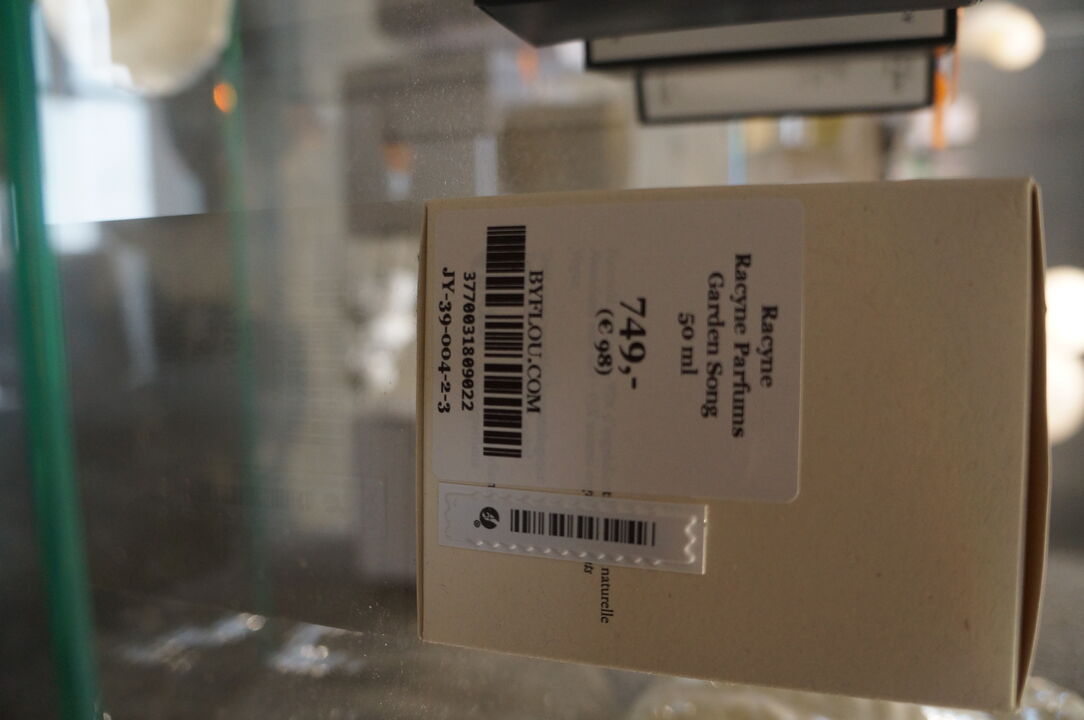 Racyne
Racyne Parfums
Garden Song
50 ml
749,-
(€ 98)
BYFLOU.COM
3770031809022
JY-39-004-2-3
naturelle